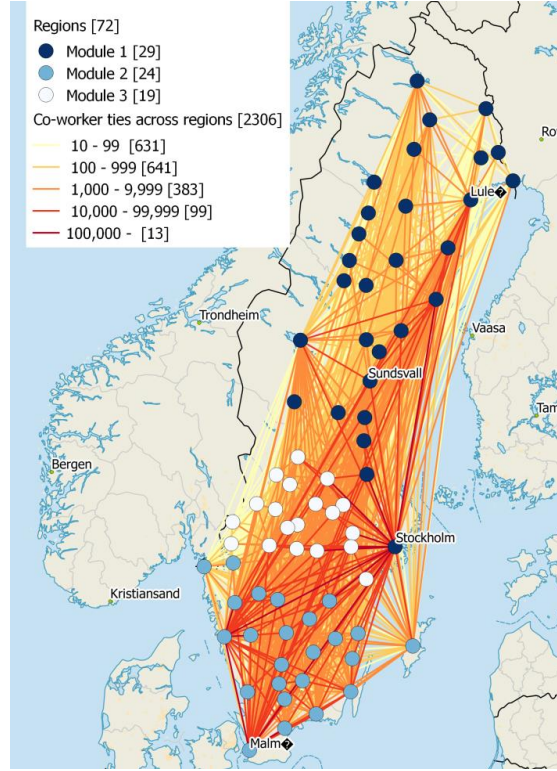 Regions [72]
Module 1 [29]
Module 2 [24]
Module 3 [19]
Co-worker ties across regions [2306]
10 - 99 [631]
100 - 999 [641]
1,000 - 9,999 [383]
10,000 - 99,999 [99]
100,000 - [13]
Ro
Lule�
Trondheim
Vaasa
Sundsvall
Tam
Bergen
Stockholm
Kristiansand
Malm�